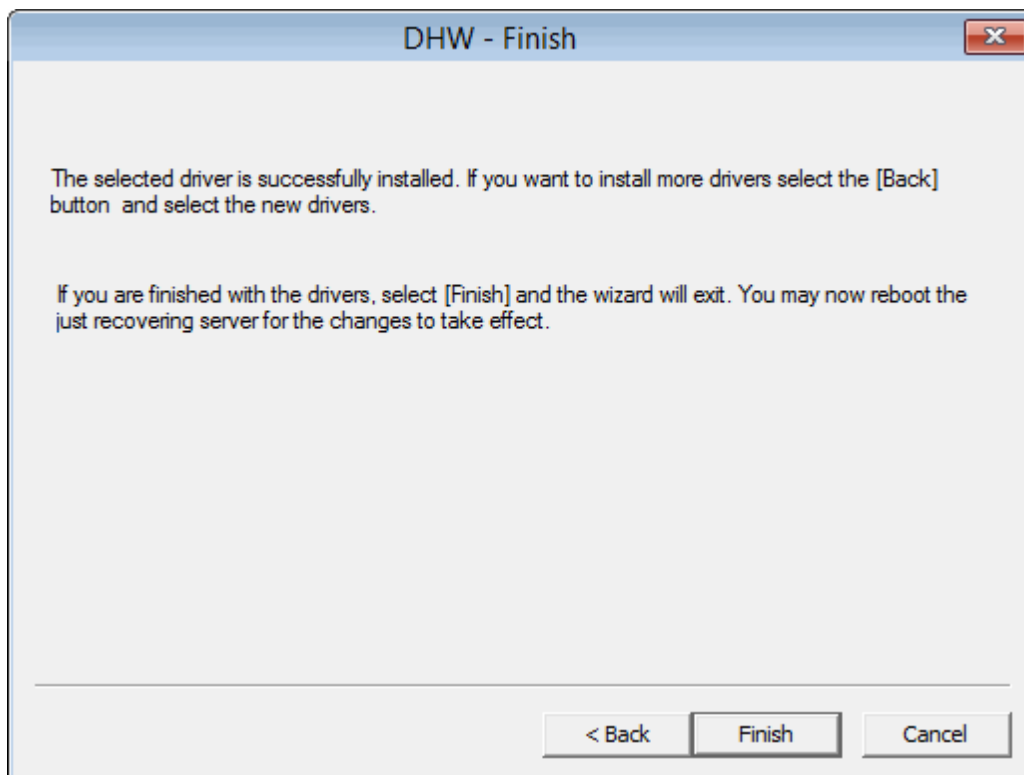 DHW - Finish
The selected driver is successfully installed. If you want to install more drivers select the [Back]
button  and select the new drivers.
If you are finished with the drivers, select [Finish] and the wizard will exit. You may now reboot the
just recovering server for the changes to take effect.
< Back Finish Cancel